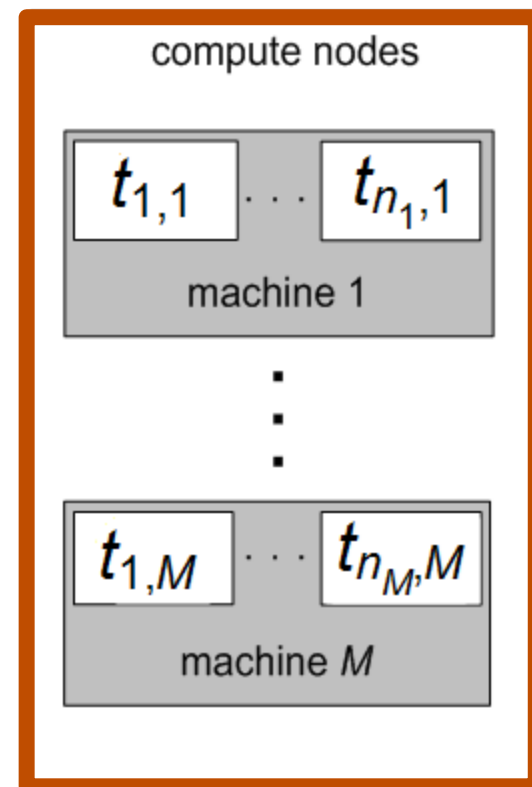 compute nodes
t1,1 . . . tn1,1
machine 1
t1,M . . . tnM,M
machine M